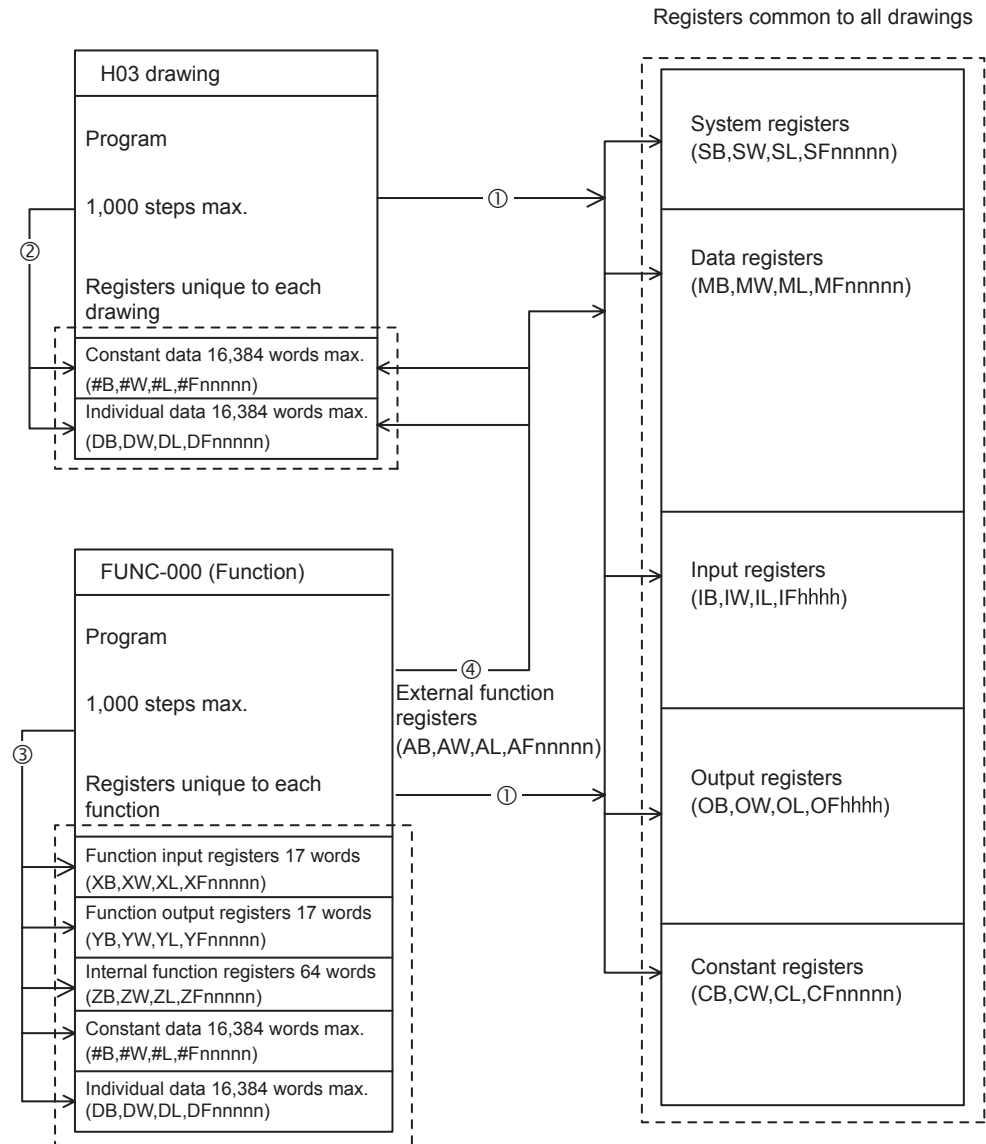 Registers common to all drawings
H03 drawing
Program
1,000 steps max.
Registers unique to each
drawing
Constant data 16,384 words max.
(#B,#W,#L,#Fnnnnn)
Individual data 16,384 words max.
(DB,DW,DL,DFnnnnn)
①
②
FUNC-000 (Function)
Program
1,000 steps max.
Registers unique to each
function
Function input registers 17 words
(XB,XW,XL,XFnnnnn)
Function output registers 17 words
(YB,YW,YL,YFnnnnn)
Internal function registers 64 words
(ZB,ZW,ZL,ZFnnnnn)
Constant data 16,384 words max.
(#B,#W,#L,#Fnnnnn)
Individual data 16,384 words max.
(DB,DW,DL,DFnnnnn)
③
④
External function
registers
(AB,AW,AL,AFnnnnn)
①
System registers
(SB,SW,SL,SFnnnnn)
Data registers
(MB,MW,ML,MFnnnnn)
Input registers
(IB,IW,IL,IFhhhh)
Output registers
(OB,OW,OL,OFhhhh)
Constant registers
(CB,CW,CL,CFnnnnn)